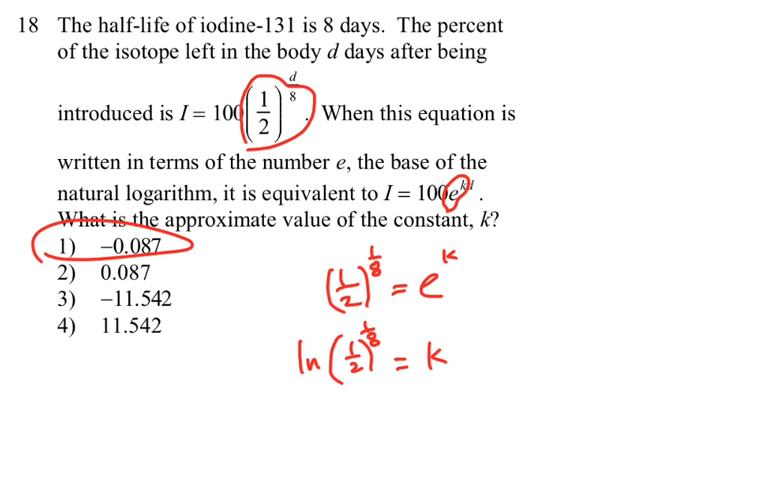 18 The half-life of iodine-131 is 8 days. The percent
of the isotope left in the body d days after being
introduced is I = 100(1/2)^(d/8). When this equation is
written in terms of the number e, the base of the
natural logarithm, it is equivalent to I = 100e^(kd).
What is the approximate value of the constant, k?
1) −0.087
2) 0.087
3) −11.542
4) 11.542
(1/2)^(1/8) = e^k
ln(1/2)^(1/8) = k